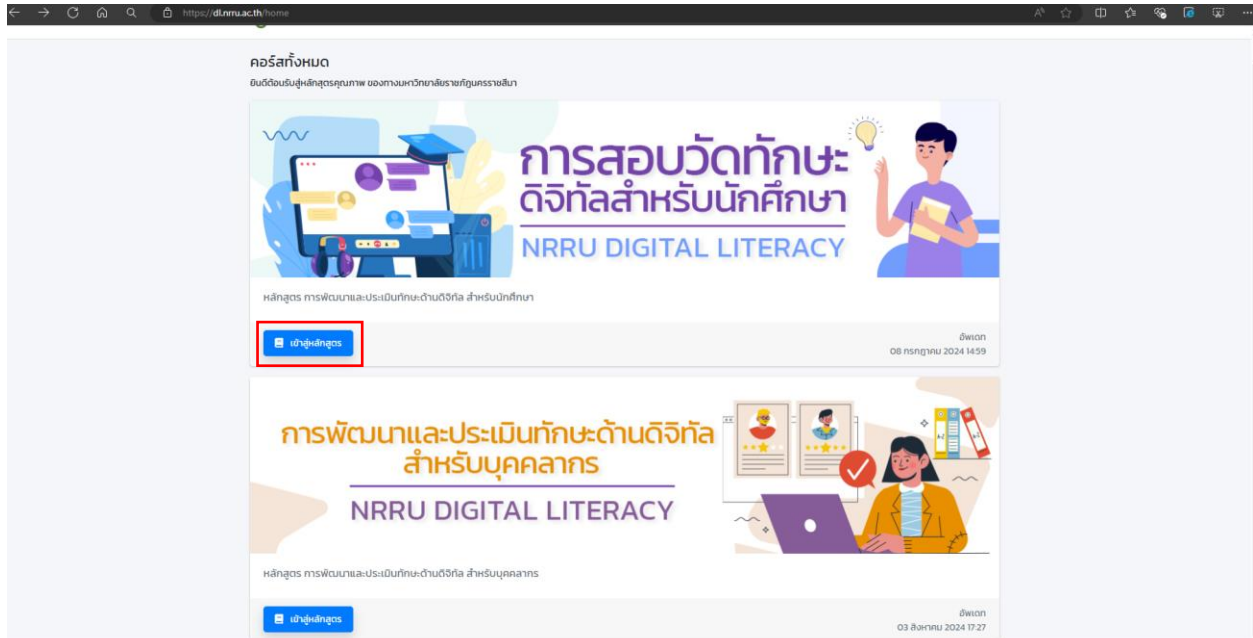 https://dl.nrru.ac.th/home
คอร์สทั้งหมด
ยินดีต้อนรับสู่หลักสูตรคุณภาพ ของทางมหาวิทยาลัยราชภัฏนครราชสีมา
การสอบวัดทักษะ
ดิจิทัลสำหรับนักศึกษา
NRRU DIGITAL LITERACY
หลักสูตร การพัฒนาและประเมินทักษะด้านดิจิทัล สำหรับนักศึกษา
เข้าสู่หลักสูตร
อัพเดท
08 กรกฎาคม 2024 14:59
การพัฒนาและประเมินทักษะด้านดิจิทัล
สำหรับบุคคลากร
NRRU DIGITAL LITERACY
หลักสูตร การพัฒนาและประเมินทักษะด้านดิจิทัล สำหรับบุคคลากร
เข้าสู่หลักสูตร
อัพเดท
03 สิงหาคม 2024 17:27